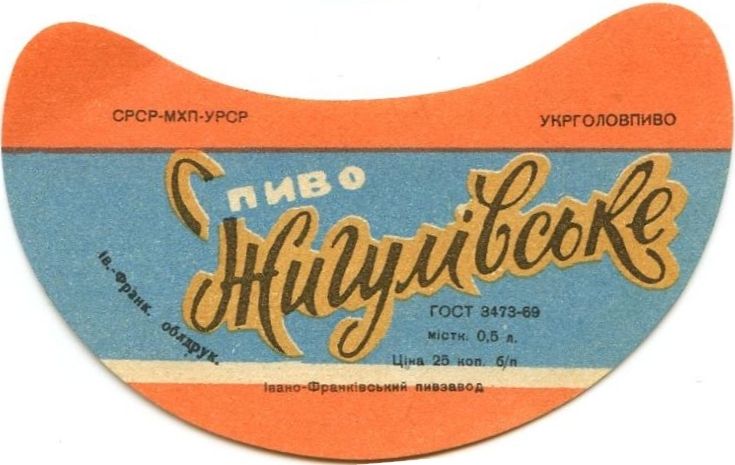 СРСР-МХП-УРСР
УКРГОЛОВПИВО
ПИВО
Жигулівське
ГОСТ 3473-69
містк. 0,5 л.
Ціна 25 коп. б/п
Ів.-Франк. облдрук.
Івано-Франківський пивзавод